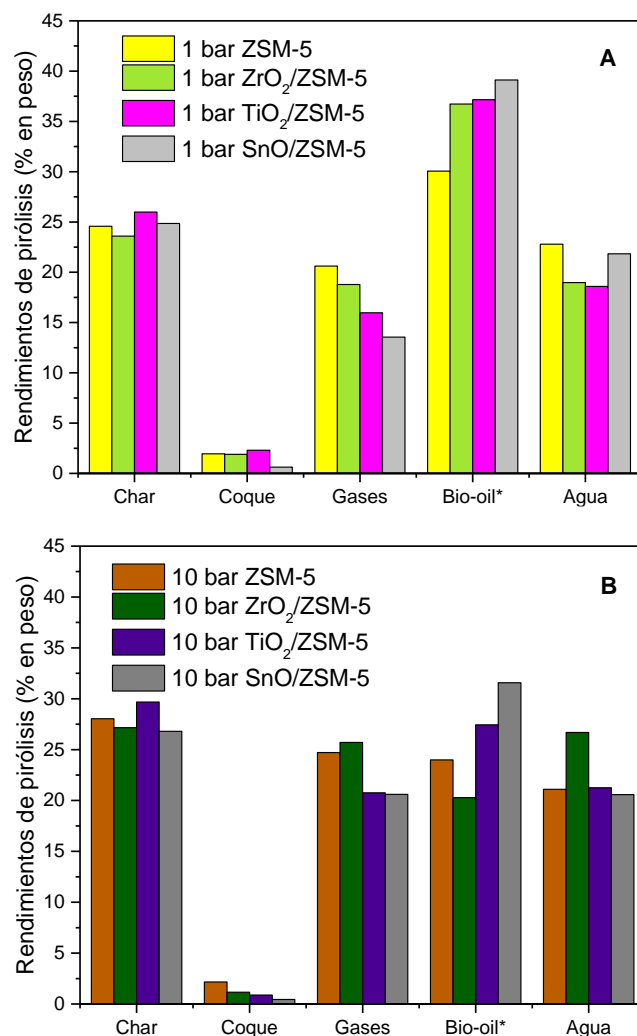 45
40
35
30
25
20
15
10
5
0
Rendimientos de pirólisis (% en peso)
1 bar ZSM-5
1 bar ZrO₂/ZSM-5
1 bar TiO₂/ZSM-5
1 bar SnO/ZSM-5
A
Char Coque Gases Bio-oil* Agua
45
40
35
30
25
20
15
10
5
0
Rendimientos de pirólisis (% en peso)
10 bar ZSM-5
10 bar ZrO₂/ZSM-5
10 bar TiO₂/ZSM-5
10 bar SnO/ZSM-5
B
Char Coque Gases Bio-oil* Agua